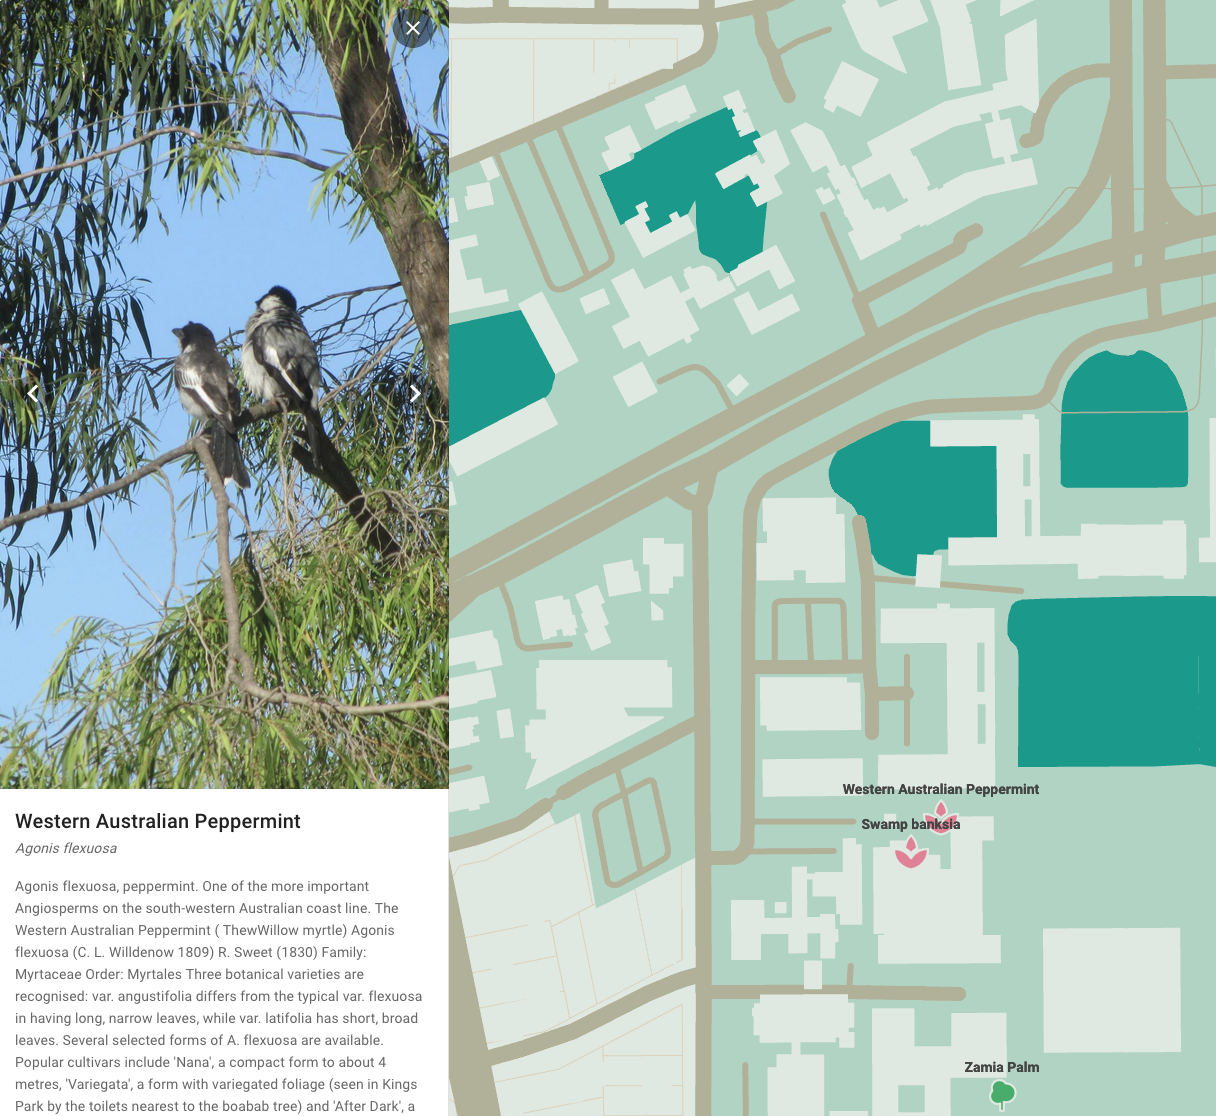 Western Australian Peppermint
Agonis flexuosa
Agonis flexuosa, peppermint. One of the more important
Angiosperms on the south-western Australian coast line. The
Western Australian Peppermint ( ThewWillow myrtle) Agonis
flexuosa (C. L. Willdenow 1809) R. Sweet (1830) Family:
Myrtaceae Order: Myrtales Three botanical varieties are
recognised: var. angustifolia differs from the typical var. flexuosa
in having long, narrow leaves, while var. latifolia has short, broad
leaves. Several selected forms of A. flexuosa are available.
Popular cultivars include 'Nana', a compact form to about 4
metres, 'Variegata', a form with variegated foliage (seen in Kings
Park by the toilets nearest to the boabab tree) and 'After Dark', a
Western Australian Peppermint
Swamp banksia
Zamia Palm